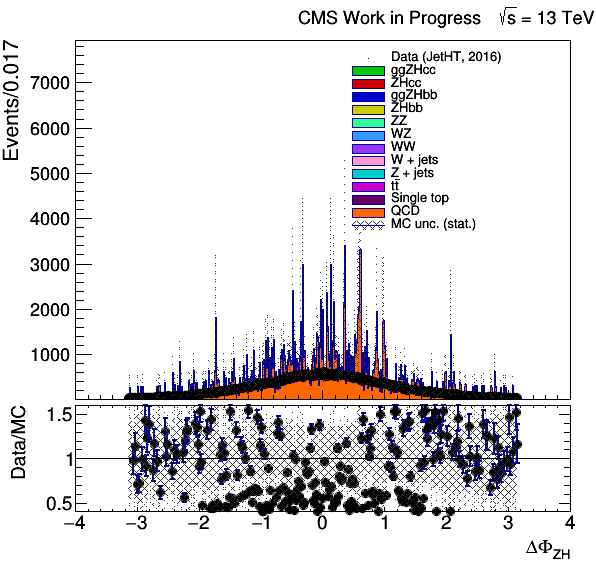 CMS Work in Progress √s = 13 TeV
Events/0.017
7000
6000
5000
4000
3000
2000
1000
Data (JetHT, 2016)
ggZHcc
ZHcc
ggZHbb
ZHbb
ZZ
WZ
WW
W + jets
Z + jets
tt̄
Single top
QCD
MC unc. (stat.)
Data/MC
1.5
1
0.5
−4 −3 −2 −1 0 1 2 3 4
ΔΦZH